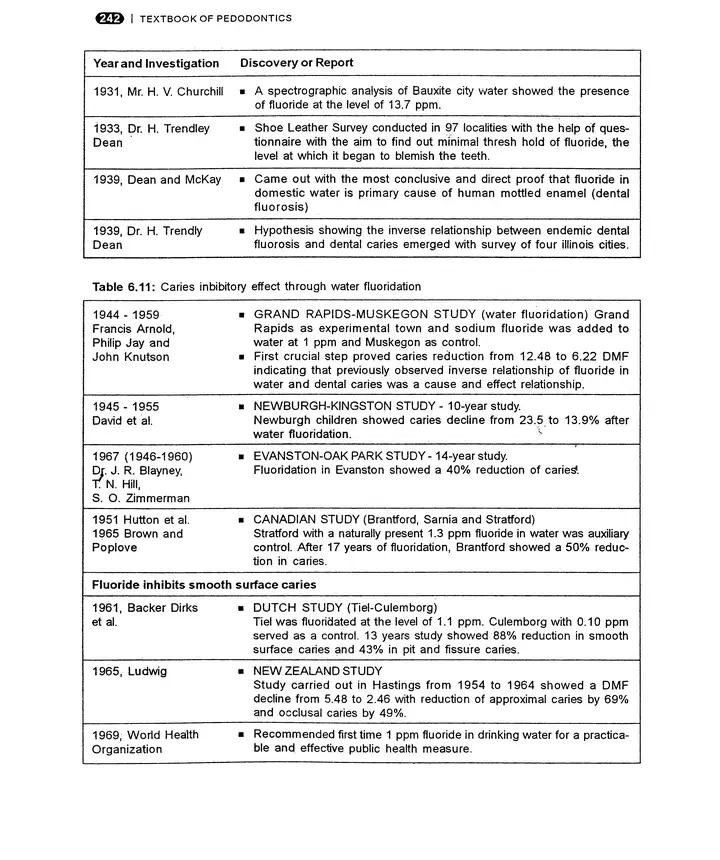 242 | TEXTBOOK OF PEDODONTICS
Year and Investigation Discovery or Report
1931, Mr. H. V. Churchill ■ A spectrographic analysis of Bauxite city water showed the presence
of fluoride at the level of 13.7 ppm.
1933, Dr. H. Trendley ■ Shoe Leather Survey conducted in 97 localities with the help of ques-
Dean tionnaire with the aim to find out minimal thresh hold of fluoride, the
level at which it began to blemish the teeth.
1939, Dean and McKay ■ Came out with the most conclusive and direct proof that fluoride in
domestic water is primary cause of human mottled enamel (dental
fluorosis)
1939, Dr. H. Trendly ■ Hypothesis showing the inverse relationship between endemic dental
Dean fluorosis and dental caries emerged with survey of four illinois cities.
Table 6.11: Caries inbibitory effect through water fluoridation
1944 - 1959 ■ GRAND RAPIDS-MUSKEGON STUDY (water fluoridation) Grand
Francis Arnold, Rapids as experimental town and sodium fluoride was added to
Philip Jay and water at 1 ppm and Muskegon as control.
John Knutson ■ First crucial step proved caries reduction from 12.48 to 6.22 DMF
indicating that previously observed inverse relationship of fluoride in
water and dental caries was a cause and effect relationship.
1945 - 1955 ■ NEWBURGH-KINGSTON STUDY - 10-year study.
David et al. Newburgh children showed caries decline from 23.5 to 13.9% after
water fluoridation.
1967 (1946-1960) ■ EVANSTON-OAK PARK STUDY - 14-year study.
Dr. J. R. Blayney, Fluoridation in Evanston showed a 40% reduction of caries.
T. N. Hill,
S. O. Zimmerman
1951 Hutton et al. ■ CANADIAN STUDY (Brantford, Sarnia and Stratford)
1965 Brown and Stratford with a naturally present 1.3 ppm fluoride in water was auxiliary
Poplove control. After 17 years of fluoridation, Brantford showed a 50% reduc-
tion in caries.
Fluoride inhibits smooth surface caries
1961, Backer Dirks ■ DUTCH STUDY (Tiel-Culemborg)
et al. Tiel was fluoridated at the level of 1.1 ppm. Culemborg with 0.10 ppm
served as a control. 13 years study showed 88% reduction in smooth
surface caries and 43% in pit and fissure caries.
1965, Ludwig ■ NEW ZEALAND STUDY
Study carried out in Hastings from 1954 to 1964 showed a DMF
decline from 5.48 to 2.46 with reduction of approximal caries by 69%
and occlusal caries by 49%.
1969, World Health ■ Recommended first time 1 ppm fluoride in drinking water for a practica-
Organization ble and effective public health measure.